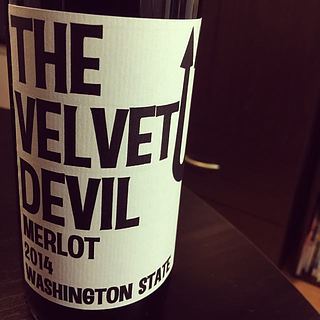 THE
VELVET
DEVIL
MERLOT
2014
WASHINGTON STATE